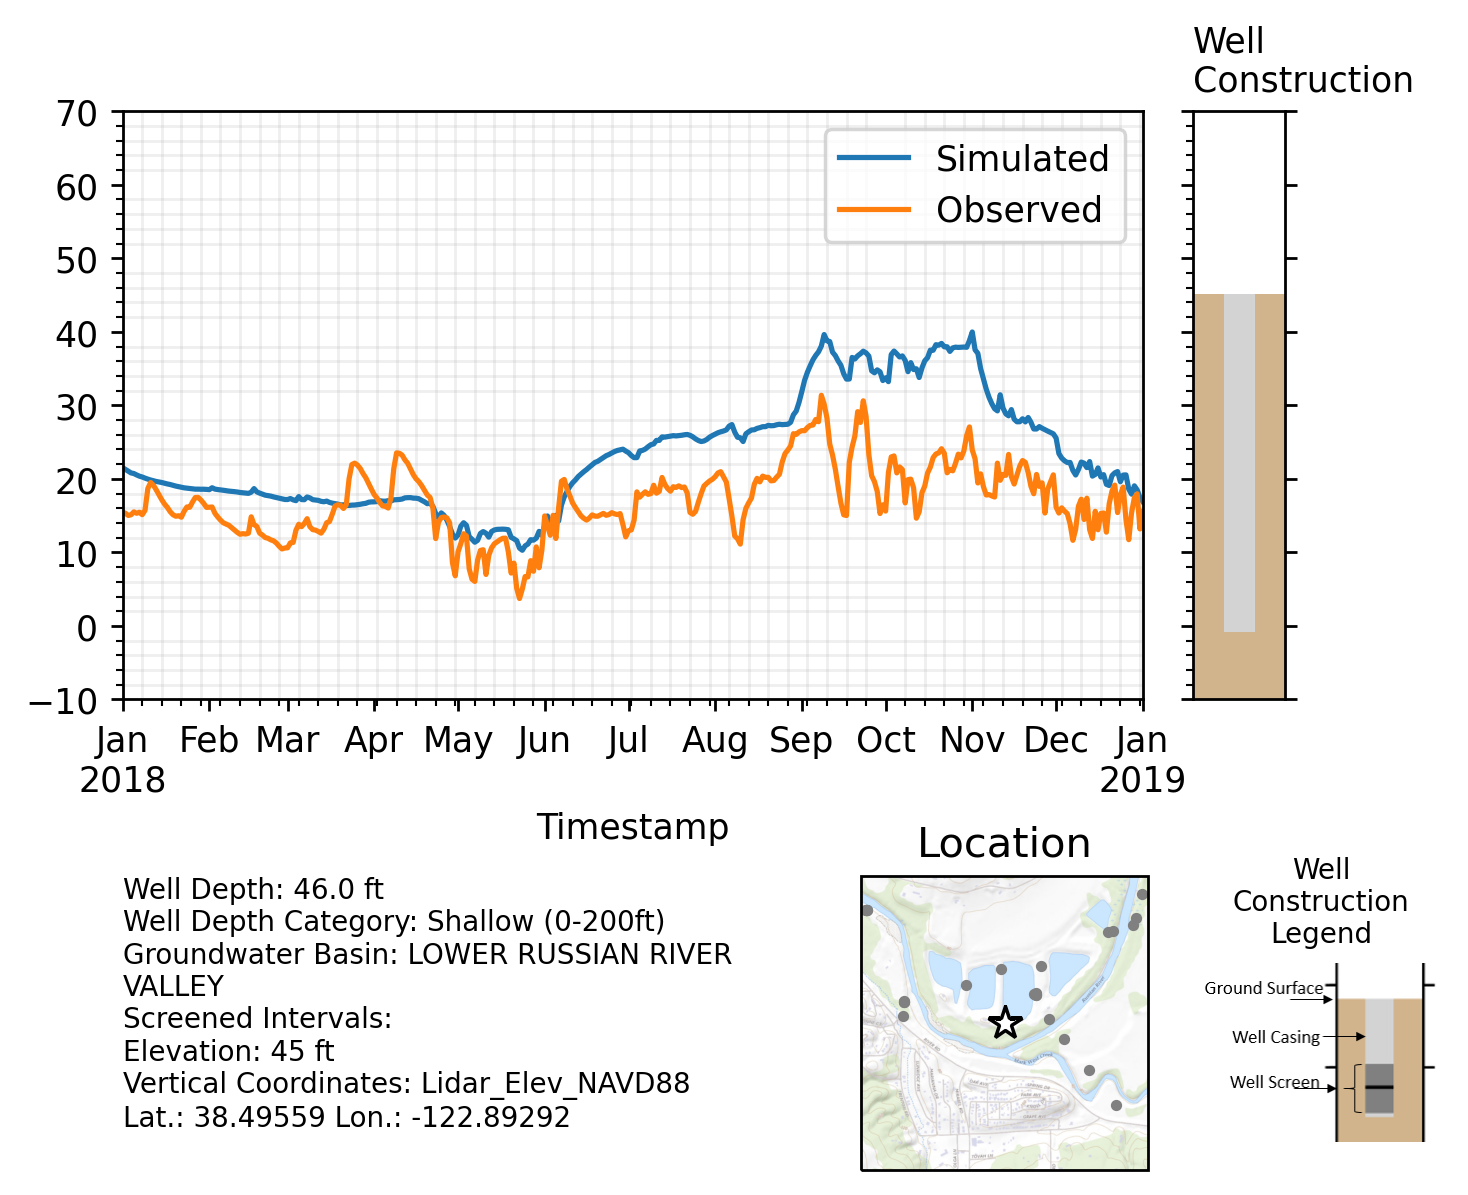 Well
Construction
70
60
50
40
30
20
10
0
−10
Simulated
Observed
Jan Feb Mar Apr May Jun Jul Aug Sep Oct Nov Dec Jan
2018 2019
Timestamp
Well Depth: 46.0 ft
Well Depth Category: Shallow (0-200ft)
Groundwater Basin: LOWER RUSSIAN RIVER
VALLEY
Screened Intervals:
Elevation: 45 ft
Vertical Coordinates: Lidar_Elev_NAVD88
Lat.: 38.49559 Lon.: -122.89292
Location
Well
Construction
Legend
Ground Surface
Well Casing
Well Screen